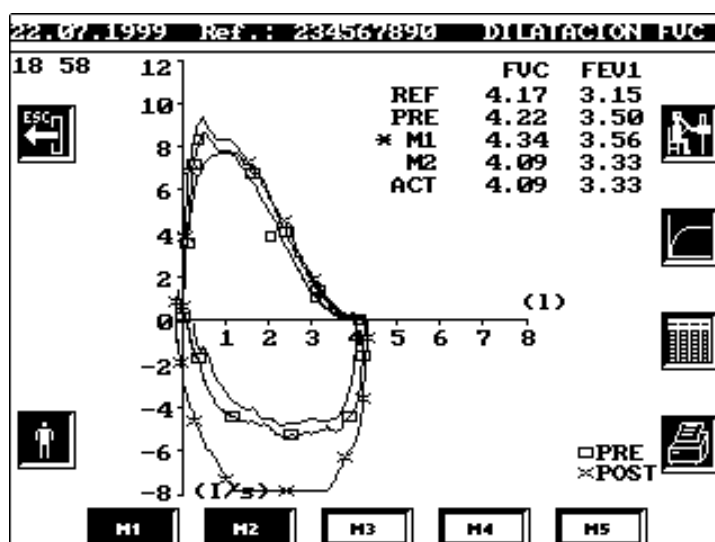 22.07.1999 Ref.: 234567890 DILATACION FVC
18 58
ESC
FVC FEV1
REF 4.17 3.15
PRE 4.22 3.50
* M1 4.34 3.56
M2 4.09 3.33
ACT 4.09 3.33
12
10
8
6
4
2
0
-2
-4
-6
-8
1 2 3 4 5 6 7 8
(l)
(l/s)
PRE
POST
M1 M2 M3 M4 M5